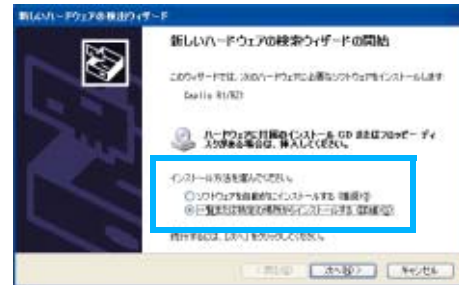 新しいハードウェアの検出ウィザード
新しいハードウェアの検索ウィザードの開始
このウィザードでは、次のハードウェアに必要なソフトウェアをインストールします
Caplio R1/RZ1
ハードウェアに付属のインストール CD またはフロッピー ディ
スクがある場合は、挿入してください。
インストール方法を選んでください。
ソフトウェアを自動的にインストールする (推奨)(I)
一覧または特定の場所からインストールする (詳細)(S)
続行するには、[次へ] をクリックしてください。
< 戻る(B)
次へ(N) >
キャンセル